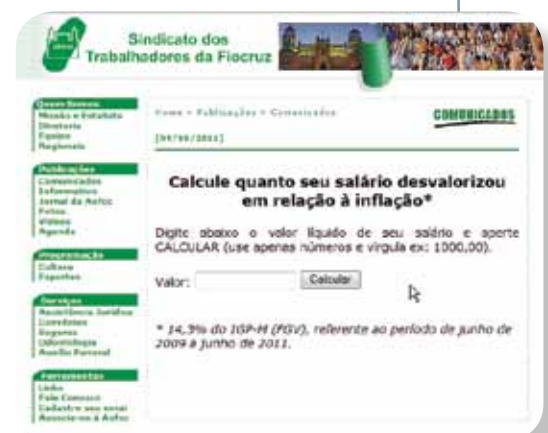 Sindicato dos
Trabalhadores da Fiocruz
Quem Somos
Missão e Estatuto
Diretoria
Equipe
Regionais
Publicações
Comunicados
Informativo
Jornal da Asfoc
Fotos
Vídeos
Agenda
Programação
Cultura
Esportes
Serviços
Assistência Jurídica
Convênios
Seguros
Odontologia
Auxílio Funeral
Ferramentas
Links
Fale Conosco
Cadastre seu email
Associe-se à Asfoc
Home > Publicações > Comunicados
COMUNICADOS
Calcule quanto seu salário desvalorizou
em relação à inflação*
Digite abaixo o valor líquido de seu salário e aperte
CALCULAR (use apenas números e vírgula ex: 1000,00).
Valor:
Calcular
* 14,3% do IGP-M (FGV), referente ao período de junho de
2009 a junho de 2011.